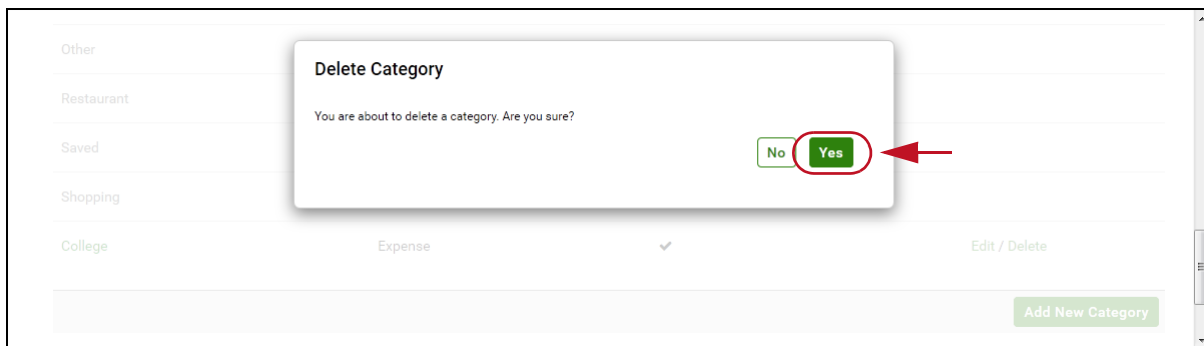 Other
Delete Category
Restaurant
You are about to delete a category. Are you sure?
Saved
No Yes
Shopping
College Expense ✔ Edit / Delete
Add New Category